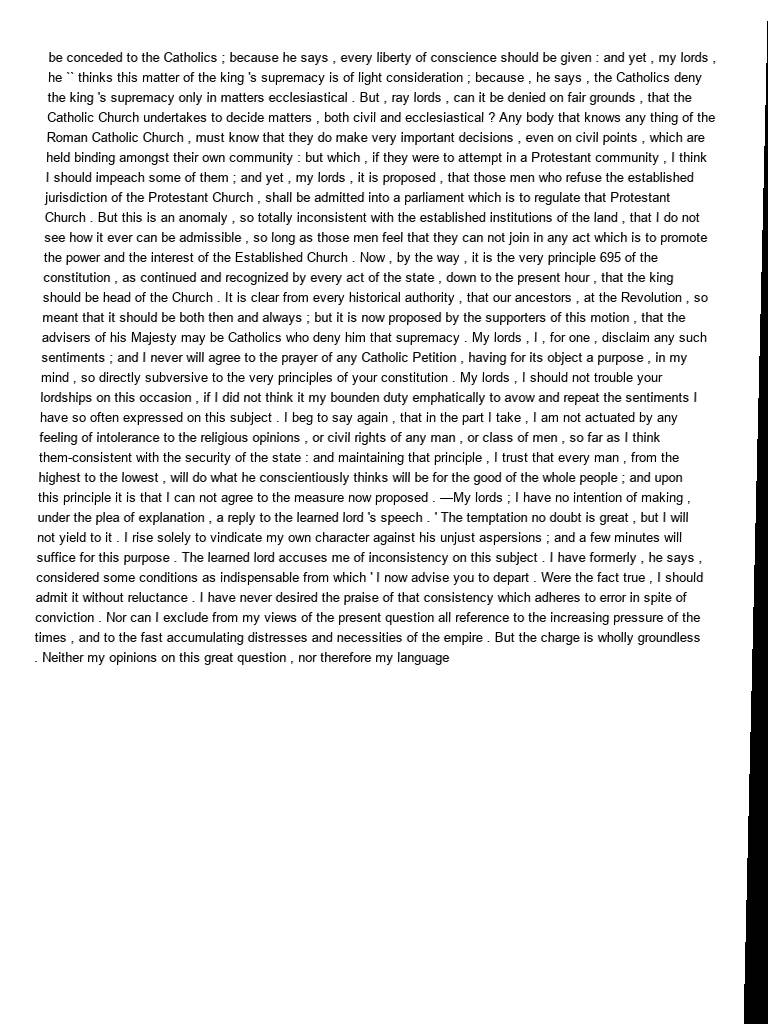 be conceded to the Catholics ; because he says , every liberty of conscience should be given : and yet , my lords ,
he `` thinks this matter of the king 's supremacy is of light consideration ; because , he says , the Catholics deny
the king 's supremacy only in matters ecclesiastical . But , ray lords , can it be denied on fair grounds , that the
Catholic Church undertakes to decide matters , both civil and ecclesiastical ? Any body that knows any thing of the
Roman Catholic Church , must know that they do make very important decisions , even on civil points , which are
held binding amongst their own community : but which , if they were to attempt in a Protestant community , I think
I should impeach some of them ; and yet , my lords , it is proposed , that those men who refuse the established
jurisdiction of the Protestant Church , shall be admitted into a parliament which is to regulate that Protestant
Church . But this is an anomaly , so totally inconsistent with the established institutions of the land , that I do not
see how it ever can be admissible , so long as those men feel that they can not join in any act which is to promote
the power and the interest of the Established Church . Now , by the way , it is the very principle 695 of the
constitution , as continued and recognized by every act of the state , down to the present hour , that the king
should be head of the Church . It is clear from every historical authority , that our ancestors , at the Revolution , so
meant that it should be both then and always ; but it is now proposed by the supporters of this motion , that the
advisers of his Majesty may be Catholics who deny him that supremacy . My lords , I , for one , disclaim any such
sentiments ; and I never will agree to the prayer of any Catholic Petition , having for its object a purpose , in my
mind , so directly subversive to the very principles of your constitution . My lords , I should not trouble your
lordships on this occasion , if I did not think it my bounden duty emphatically to avow and repeat the sentiments I
have so often expressed on this subject . I beg to say again , that in the part I take , I am not actuated by any
feeling of intolerance to the religious opinions , or civil rights of any man , or class of men , so far as I think
them-consistent with the security of the state : and maintaining that principle , I trust that every man , from the
highest to the lowest , will do what he conscientiously thinks will be for the good of the whole people ; and upon
this principle it is that I can not agree to the measure now proposed . —My lords ; I have no intention of making ,
under the plea of explanation , a reply to the learned lord 's speech . ' The temptation no doubt is great , but I will
not yield to it . I rise solely to vindicate my own character against his unjust aspersions ; and a few minutes will
suffice for this purpose . The learned lord accuses me of inconsistency on this subject . I have formerly , he says ,
considered some conditions as indispensable from which ' I now advise you to depart . Were the fact true , I should
admit it without reluctance . I have never desired the praise of that consistency which adheres to error in spite of
conviction . Nor can I exclude from my views of the present question all reference to the increasing pressure of the
times , and to the fast accumulating distresses and necessities of the empire . But the charge is wholly groundless
. Neither my opinions on this great question , nor therefore my language